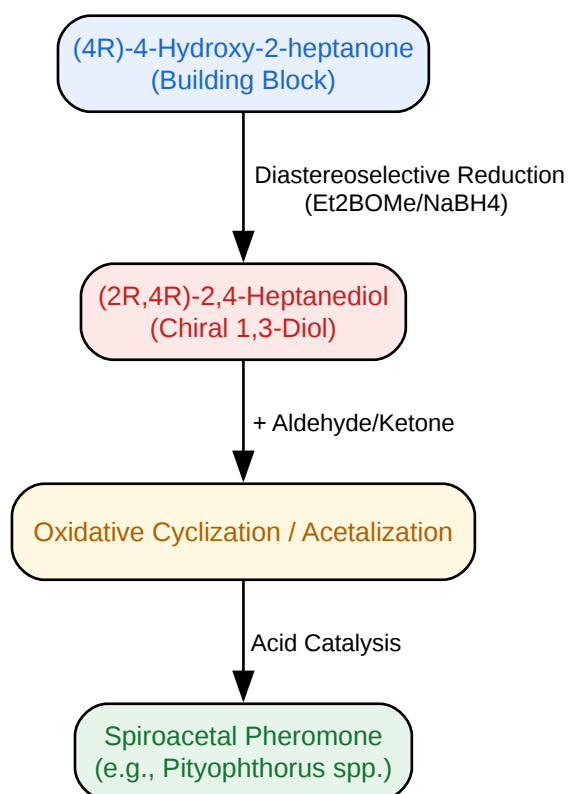 (4R)-4-Hydroxy-2-heptanone
(Building Block)
Diastereoselective Reduction
(Et2BOMe/NaBH4)
(2R,4R)-2,4-Heptanediol
(Chiral 1,3-Diol)
+ Aldehyde/Ketone
Oxidative Cyclization / Acetalization
Acid Catalysis
Spiroacetal Pheromone
(e.g., Pityophthorus spp.)